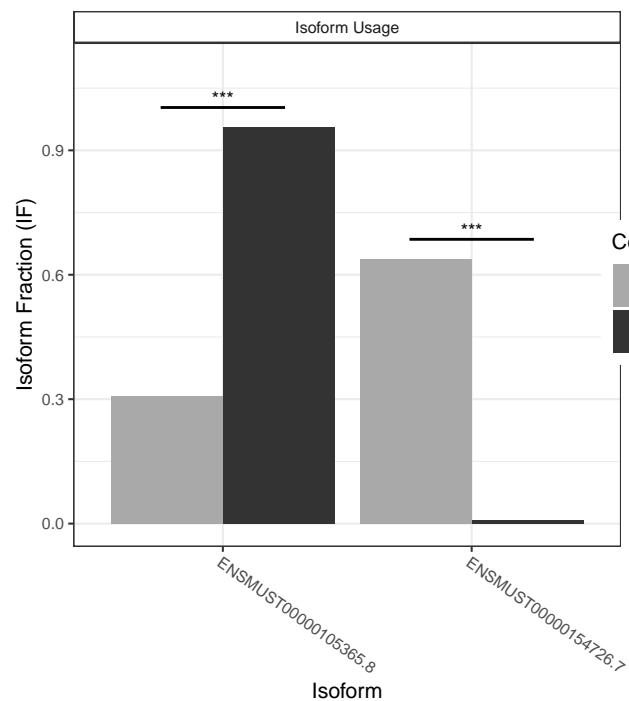 Isoform Usage
***
***
0.9
0.6
0.3
0.0
Isoform Fraction (IF)
ENSMUST00000105365.8
ENSMUST00000154726.7
Isoform